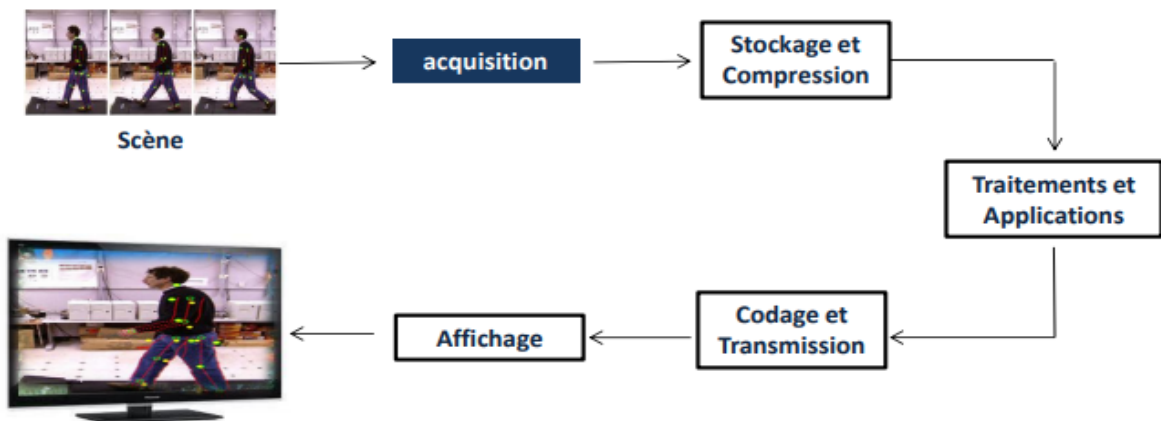 acquisition
Stockage et
Compression
Scène
Traitements et
Applications
Codage et
Transmission
Affichage